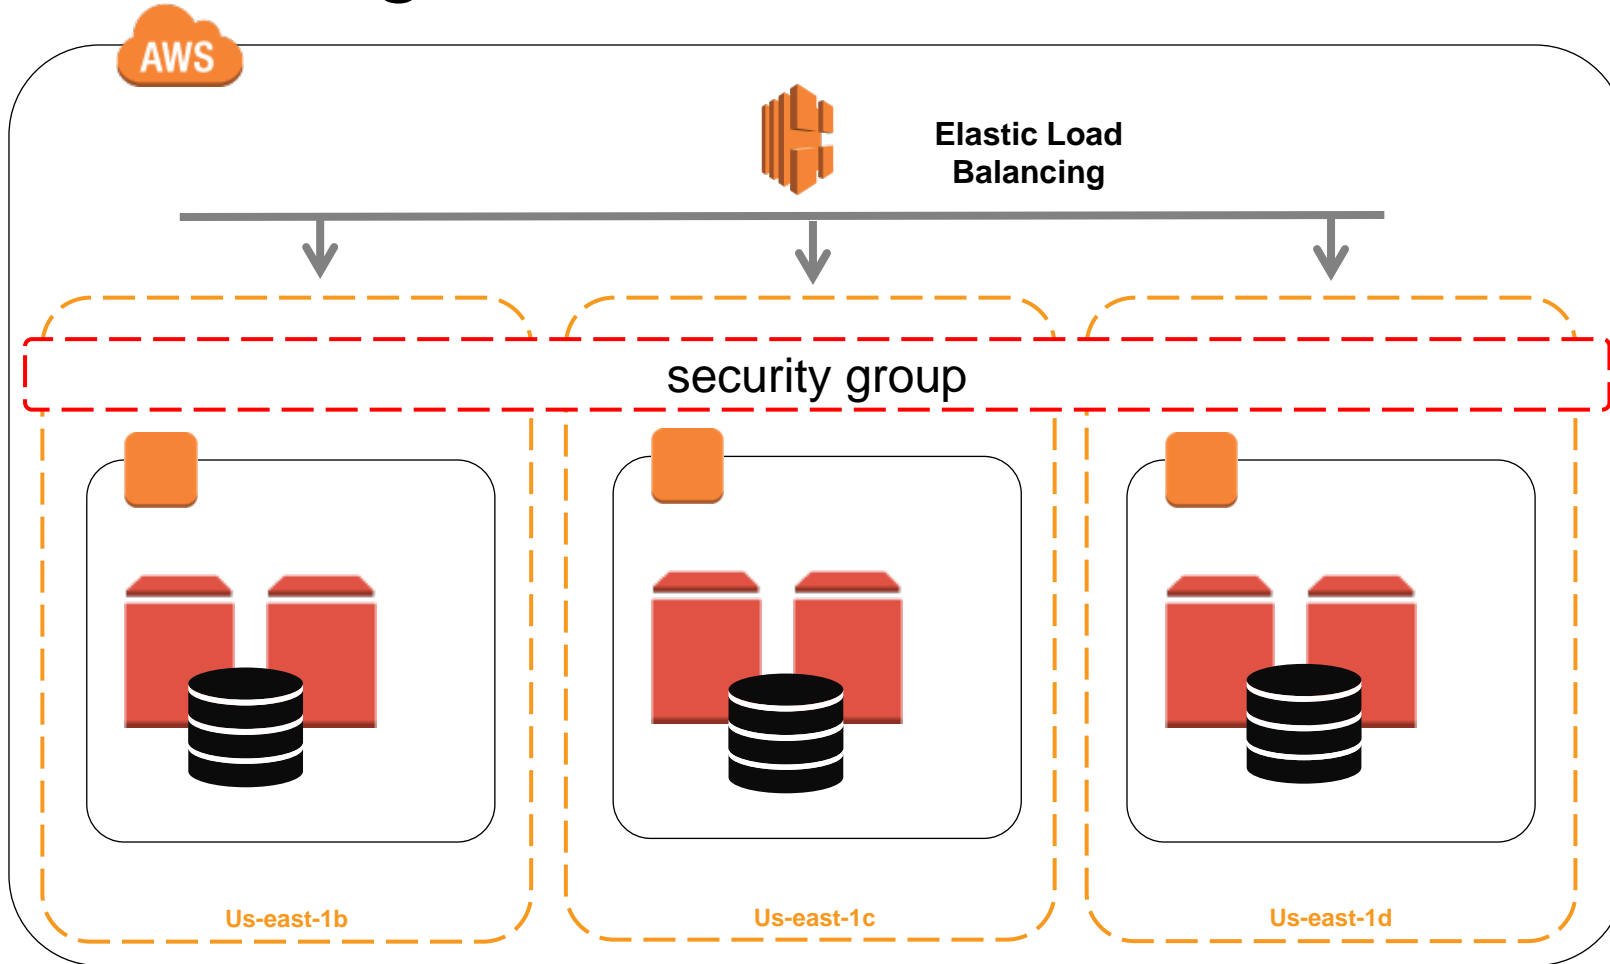 AWS
Elastic Load
Balancing
security group
Us-east-1b
Us-east-1c
Us-east-1d